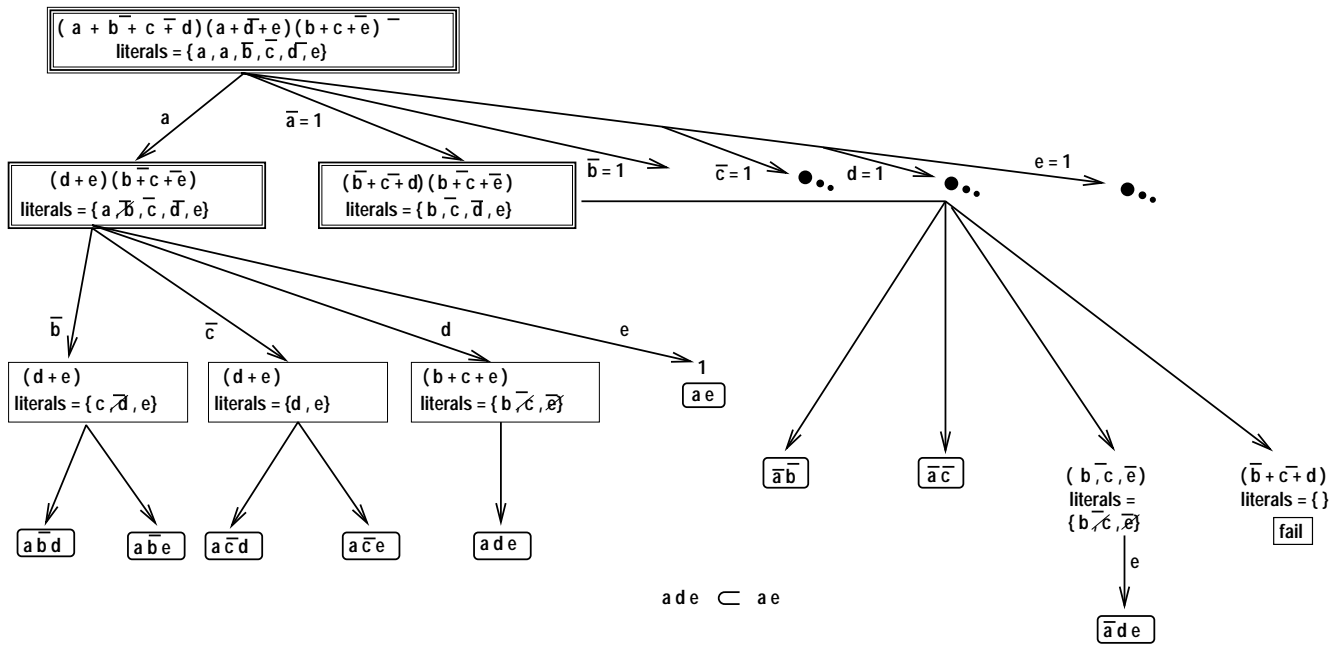 ( a + b̅ + c̅ + d ) ( a + d̅ + e ) ( b + c + e̅ )
literals = { a , a , b̅ , c̅ , d̅ , e }
a
a̅ = 1
b̅ = 1
c̅ = 1
d = 1
e = 1
( d + e ) ( b̅ + c + e̅ )
literals = { a , b̅ , c̅ , d̅ , e }
( b̅ + c̅ + d ) ( b̅ + c + e̅ )
literals = { b , c̅ , d̅ , e }
b̅
c̅
d
e
( d + e )
literals = { c , d̅ , e }
( d + e )
literals = { d , e }
( b + c + e )
literals = { b , c̅ , e̅ }
1
a e
a b̅ d
a b̅ e
a c̅ d
a c̅ e
a d e
a̅ b̅
a̅ c̅
( b , c̅ , e̅ )
literals =
{ b , c̅ , e̅ }
e
a̅ d e
( b̅ + c̅ + d )
literals = { }
fail
a d e ⊂ a e